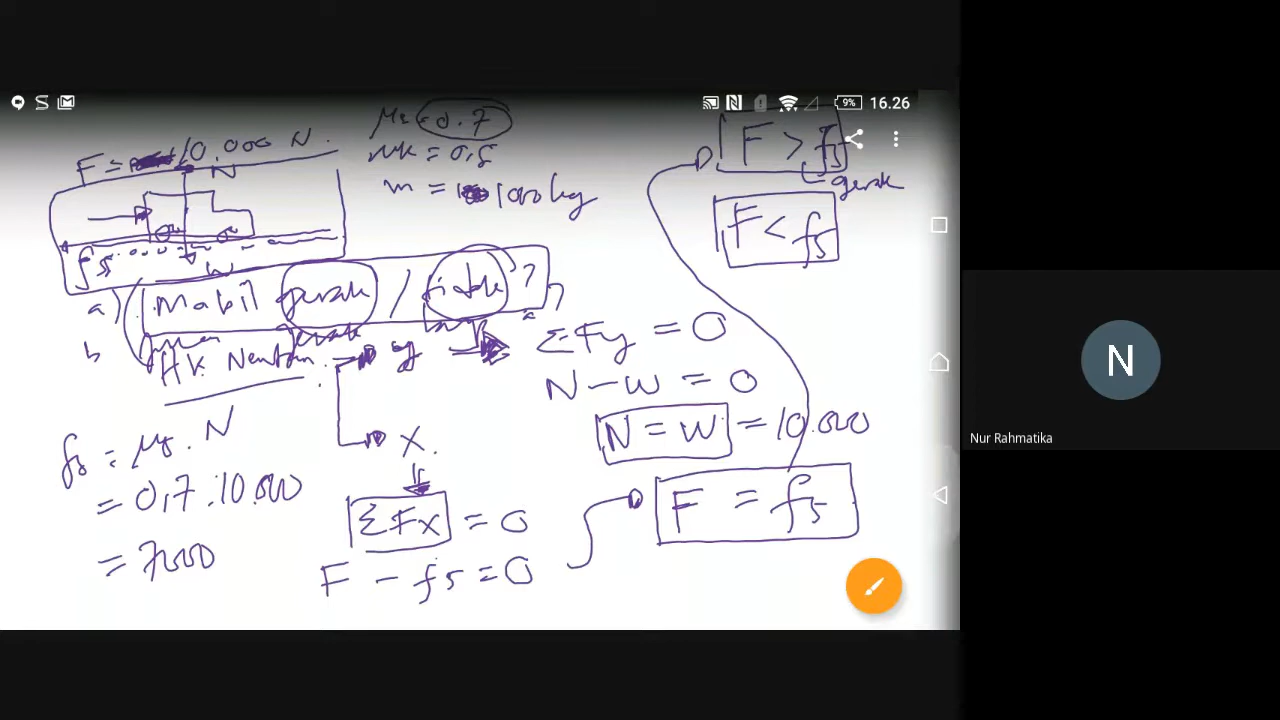 9% 16.26
F = 10.000 N.
μs = 0.7
μk = 0,5
m = 1000 kg
N
fs
W
F > fs
gerak
F < fs
a) Mobil gerak / tidak ?
b
Hk Newton
y
ΣFy = 0
N - W = 0
N = W = 10.000
x.
ΣFx = 0
F - fs = 0
F = fs
fs = μs . N
= 0,7 . 10.000
= 7000
N
Nur Rahmatika